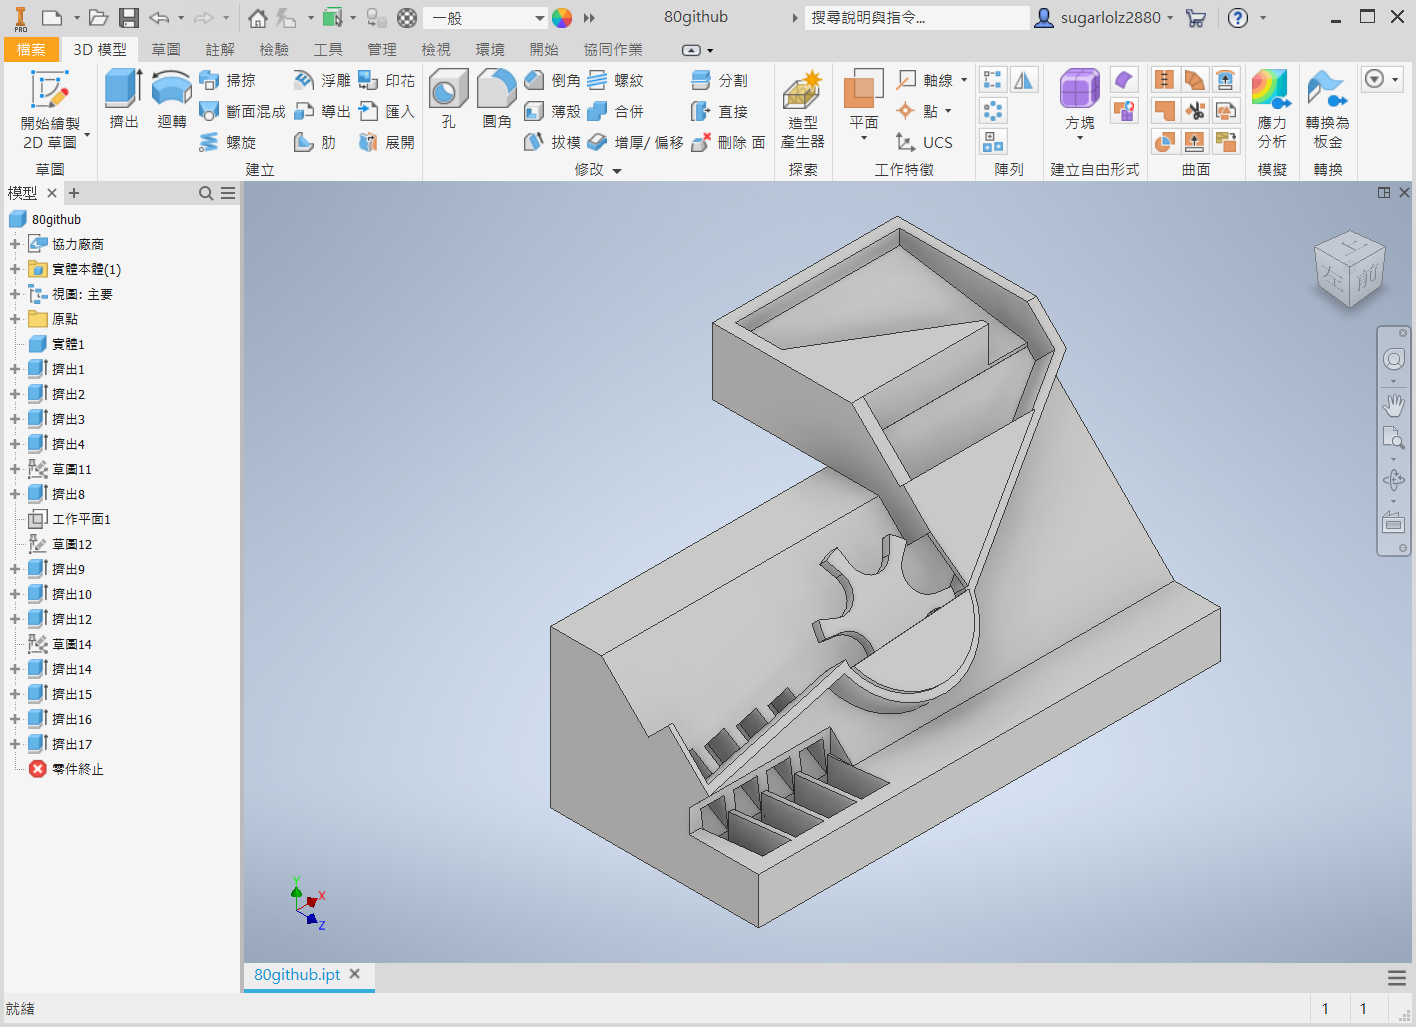 PRO
一般
80github
搜尋說明與指令...
sugarlolz2880
檔案
3D 模型
草圖
註解
檢驗
工具
管理
檢視
環境
開始
協同作業
開始繪製
2D 草圖
草圖
擠出
迴轉
掃掠
斷面混成
螺旋
浮雕
導出
肋
印花
匯入
展開
建立
孔
圓角
倒角
薄殼
拔模
螺紋
合併
增厚/ 偏移
分割
直接
刪除 面
修改
造型
產生器
探索
平面
軸線
點
UCS
工作特徵
陣列
方塊
建立自由形式
曲面
應力
分析
模擬
轉換為
板金
轉換
模型
80github
協力廠商
實體本體(1)
視圖: 主要
原點
實體1
擠出1
擠出2
擠出3
擠出4
草圖11
擠出8
工作平面1
草圖12
擠出9
擠出10
擠出12
草圖14
擠出14
擠出15
擠出16
擠出17
零件終止
上
左
前
Y
X
Z
80github.ipt
就緒
1
1